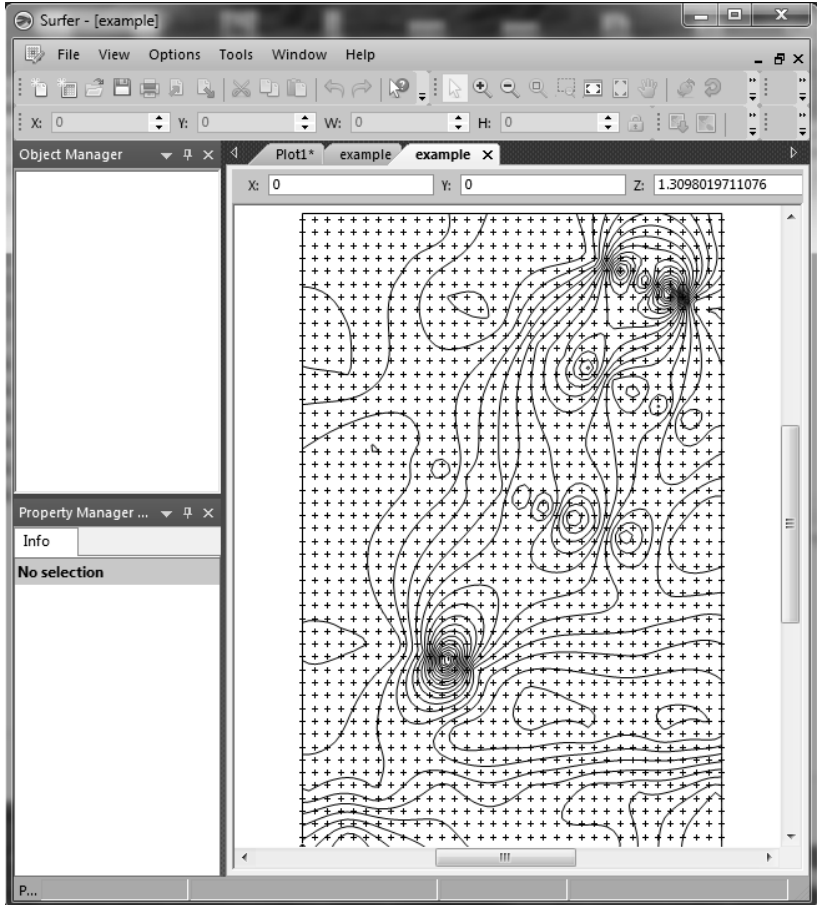 Surfer - [example]
File View Options Tools Window Help
X: 0 Y: 0 W: 0 H: 0
Object Manager
Plot1* example example
X: 0 Y: 0 Z: 1.3098019711076
Property Manager ...
Info
No selection
P...